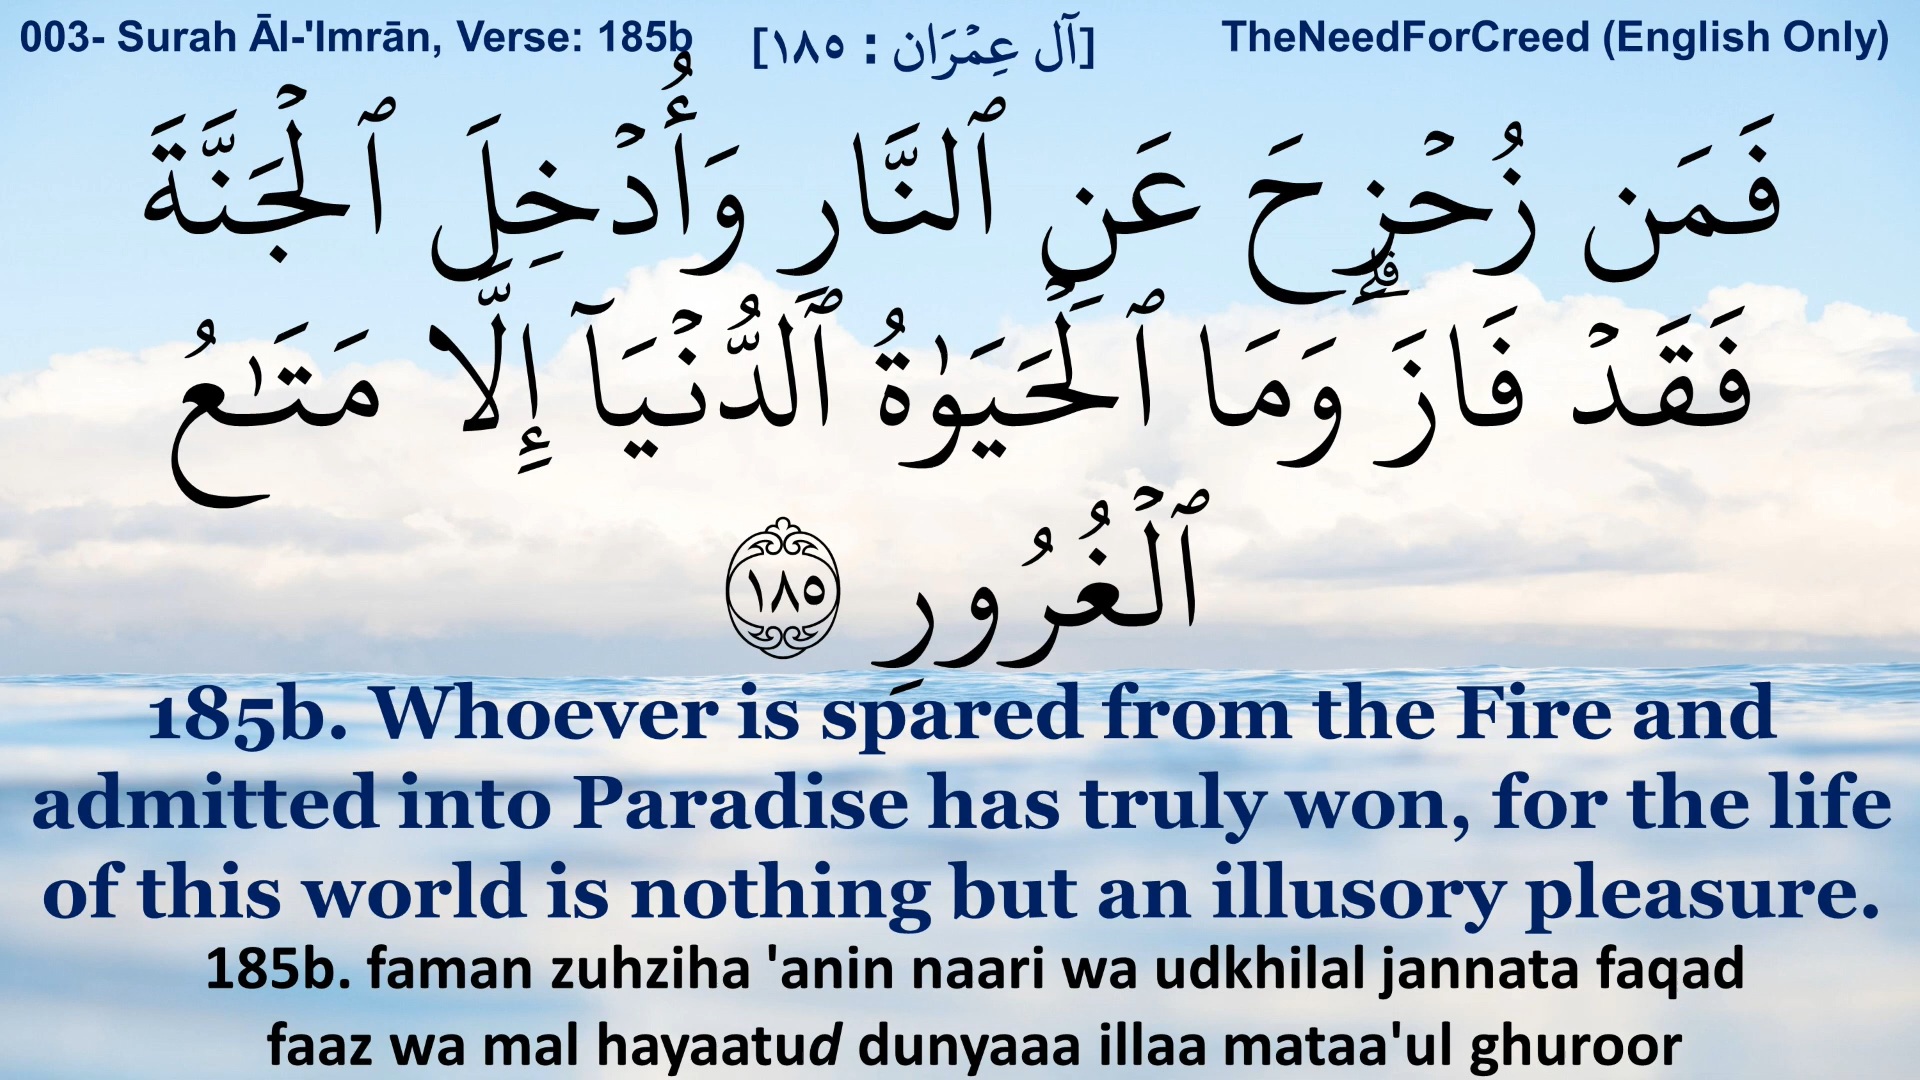 003- Surah Āl-'Imrān, Verse: 185b
[آل عِمْرَان : ١٨٥]
TheNeedForCreed (English Only)
فَمَن زُحْزِحَ عَنِ ٱلنَّارِ وَأُدْخِلَ ٱلْجَنَّةَ
فَقَدْ فَازَ ۗ وَمَا ٱلْحَيَوٰةُ ٱلدُّنْيَآ إِلَّا مَتَـٰعُ
ٱلْغُرُورِ ١٨٥
185b. Whoever is spared from the Fire and
admitted into Paradise has truly won, for the life
of this world is nothing but an illusory pleasure.
185b. faman zuhziha 'anin naari wa udkhilal jannata faqad
faaz wa mal hayaatud dunyaaa illaa mataa'ul ghuroor